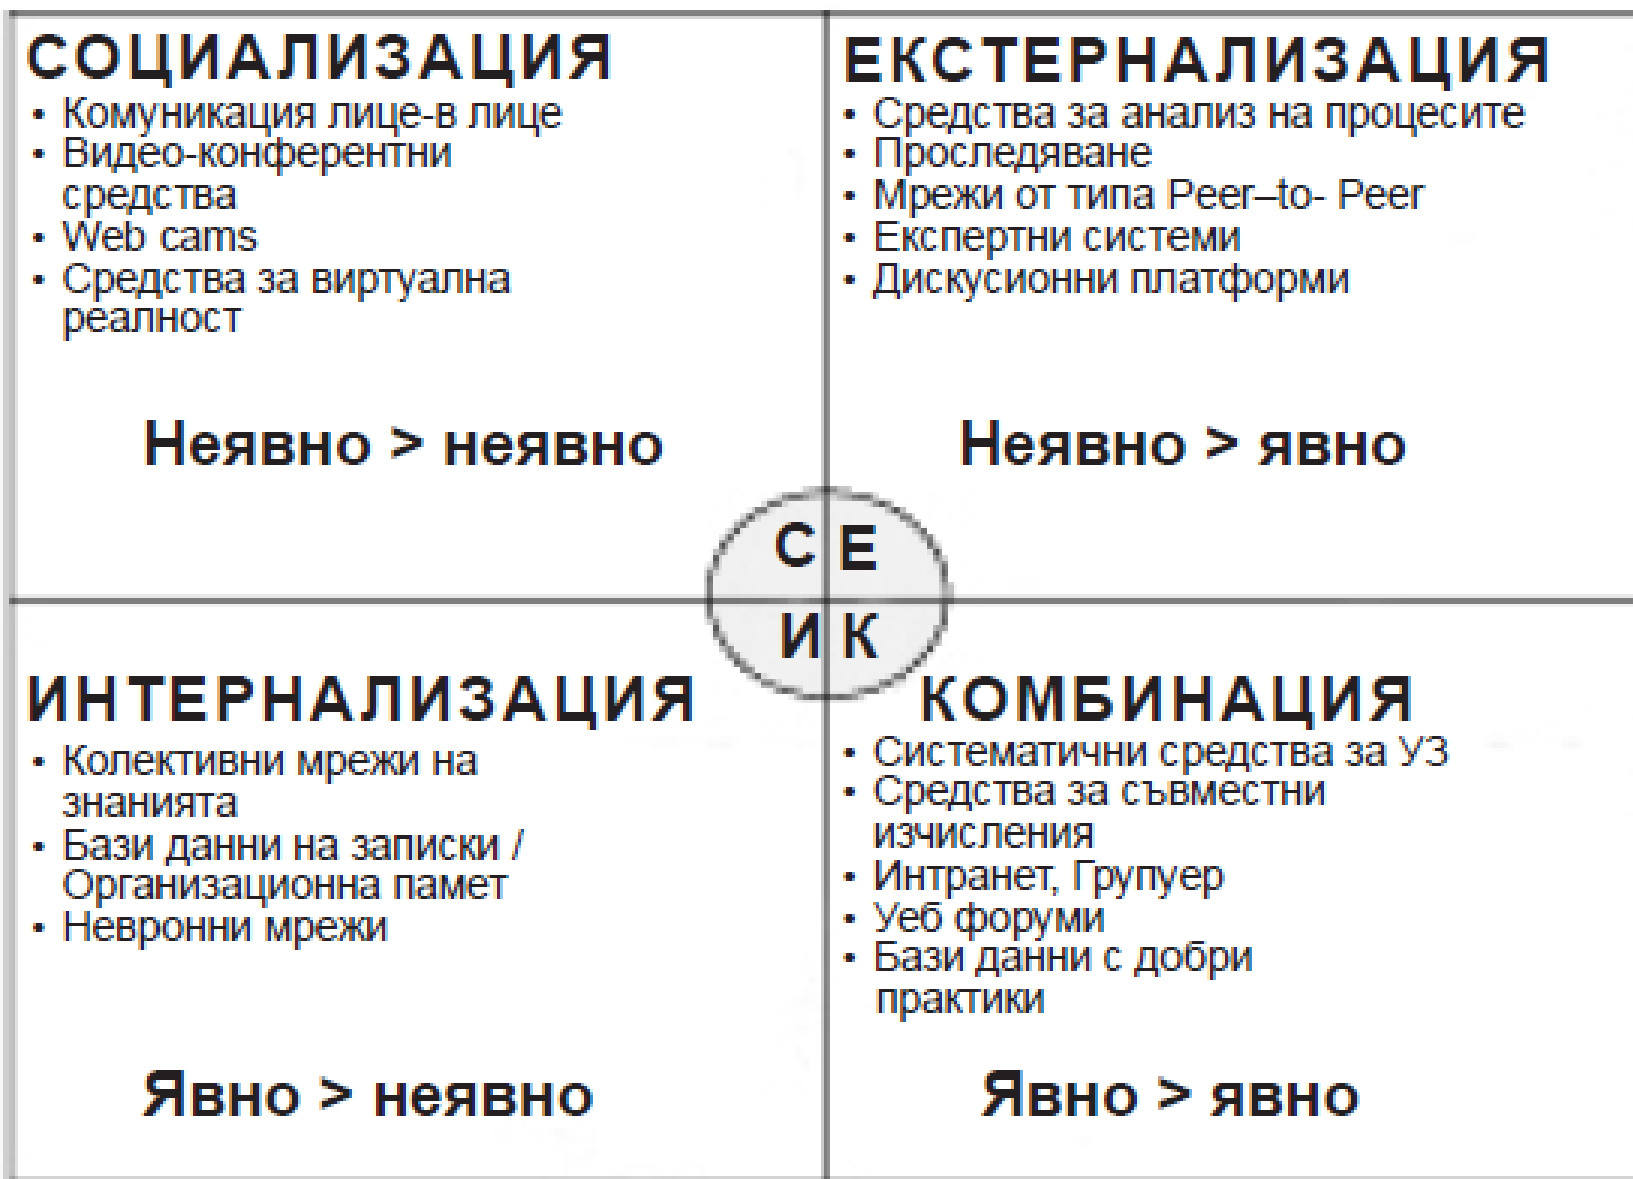 СОЦИАЛИЗАЦИЯ
• Комуникация лице-в лице
• Видео-конферентни
средства
• Web cams
• Средства за виртуална
реалност
Неявно > неявно
ЕКСТЕРНАЛИЗАЦИЯ
• Средства за анализ на процесите
• Проследяване
• Мрежи от типа Peer–to- Peer
• Експертни системи
• Дискусионни платформи
Неявно > явно
С Е
И К
ИНТЕРНАЛИЗАЦИЯ
• Колективни мрежи на
знанията
• Бази данни на записки /
Организационна памет
• Невронни мрежи
Явно > неявно
КОМБИНАЦИЯ
• Систематични средства за УЗ
• Средства за съвместни
изчисления
• Интранет, Групуер
• Уеб форуми
• Бази данни с добри
практики
Явно > явно